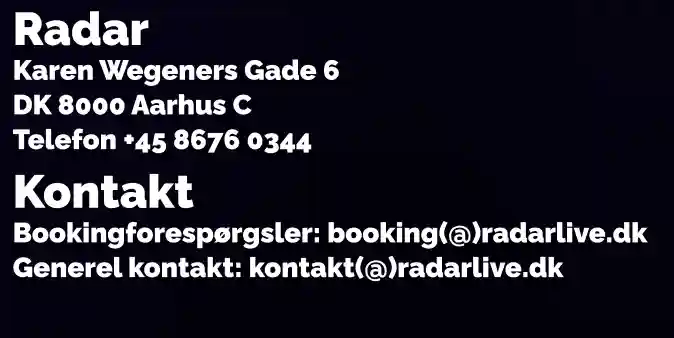 Radar
Karen Wegeners Gade 6
DK 8000 Aarhus C
Telefon +45 8676 0344
Kontakt
Bookingforespørgsler: booking(@)radarlive.dk
Generel kontakt: kontakt(@)radarlive.dk